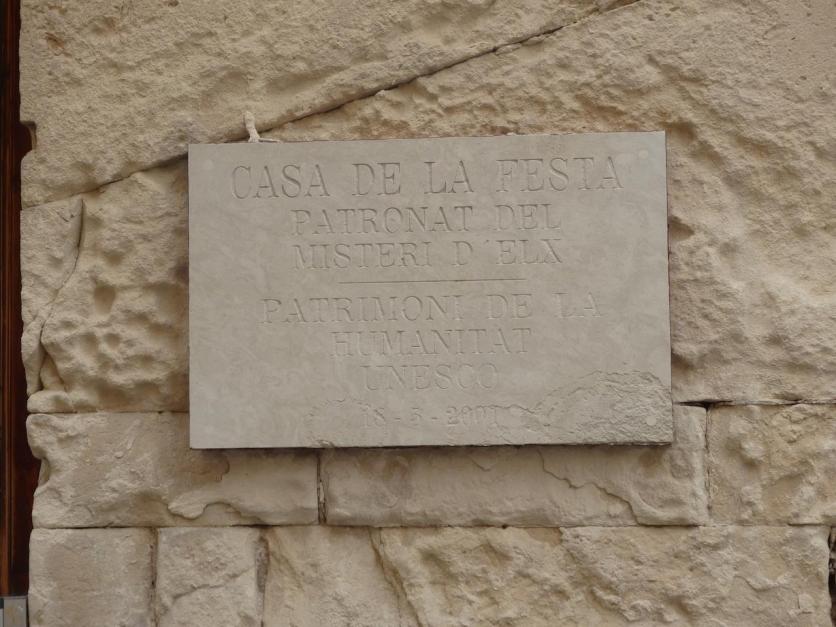 CASA DE LA FESTA
PATRONAT DEL
MISTERI D´ELX
PATRIMONI DE LA
HUMANITAT
UNESCO
18-5-2001